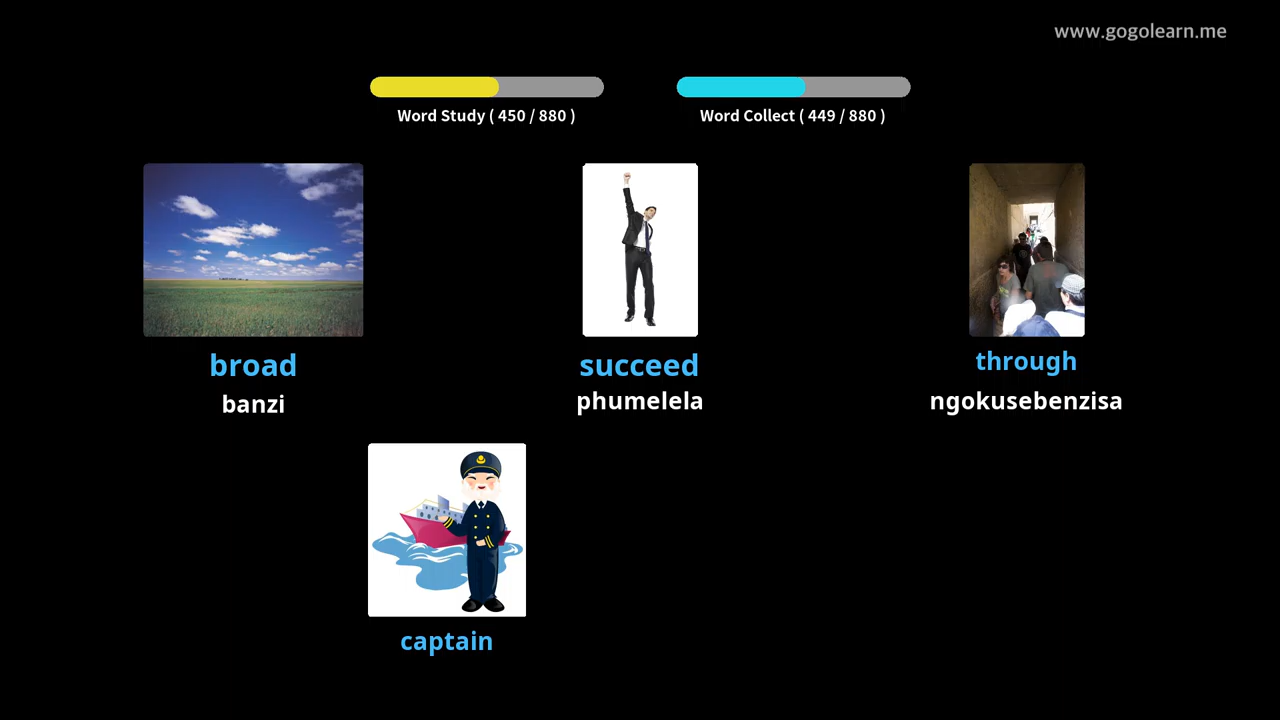 www.gogolearn.me
Word Study ( 450 / 880 )
Word Collect ( 449 / 880 )
broad
banzi
succeed
phumelela
through
ngokusebenzisa
captain